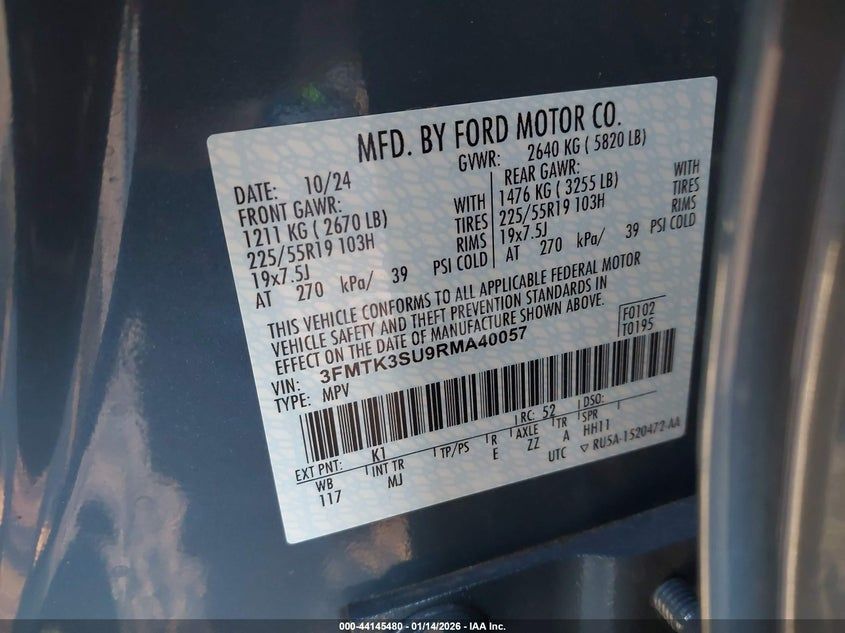 MFD. BY FORD MOTOR CO.
DATE: 10/24
GVWR: 2640 KG ( 5820 LB)
FRONT GAWR:
1211 KG ( 2670 LB) WITH
225/55R19 103H TIRES
19x7.5J RIMS
AT 270 kPa/ 39 PSI COLD
REAR GAWR:
1476 KG ( 3255 LB) WITH
225/55R19 103H TIRES
19x7.5J RIMS
AT 270 kPa/ 39 PSI COLD
THIS VEHICLE CONFORMS TO ALL APPLICABLE FEDERAL MOTOR
VEHICLE SAFETY AND THEFT PREVENTION STANDARDS IN
EFFECT ON THE DATE OF MANUFACTURE SHOWN ABOVE.
F0102
T0195
VIN: 3FMTK3SU9RMA40057
TYPE: MPV
EXT PNT: K1 RC: 52 DSO:
WB INT TR TP/PS R AXLE TR SPR
117 MJ E ZZ A HH11
UTC RU5A-1520472-AA
000-44145480 - 01/14/2026 - IAA Inc.